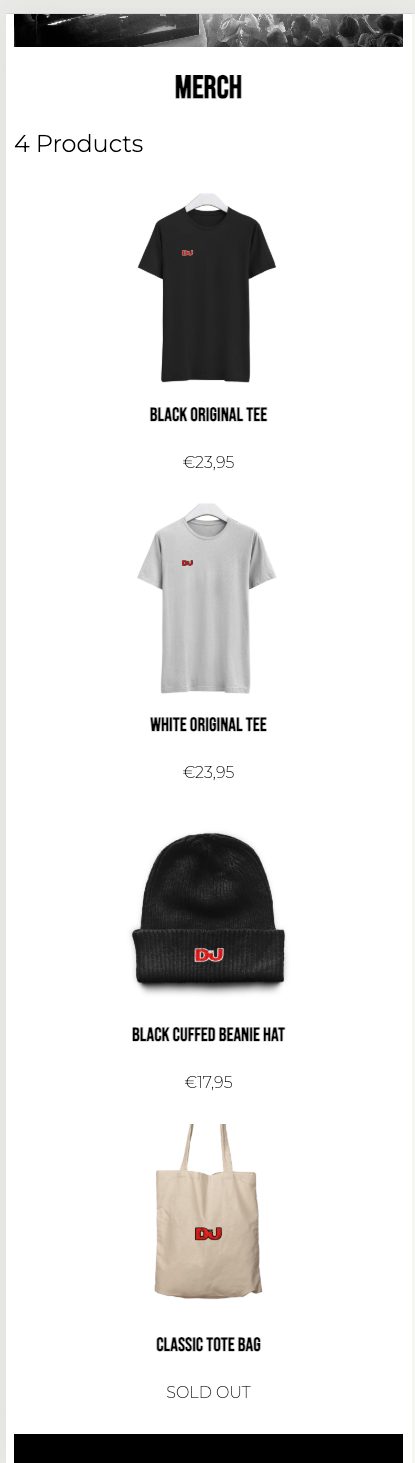 MERCH
4 Products
DJ
BLACK ORIGINAL TEE
€23,95
DJ
WHITE ORIGINAL TEE
€23,95
DJ
BLACK CUFFED BEANIE HAT
€17,95
DJ
CLASSIC TOTE BAG
SOLD OUT